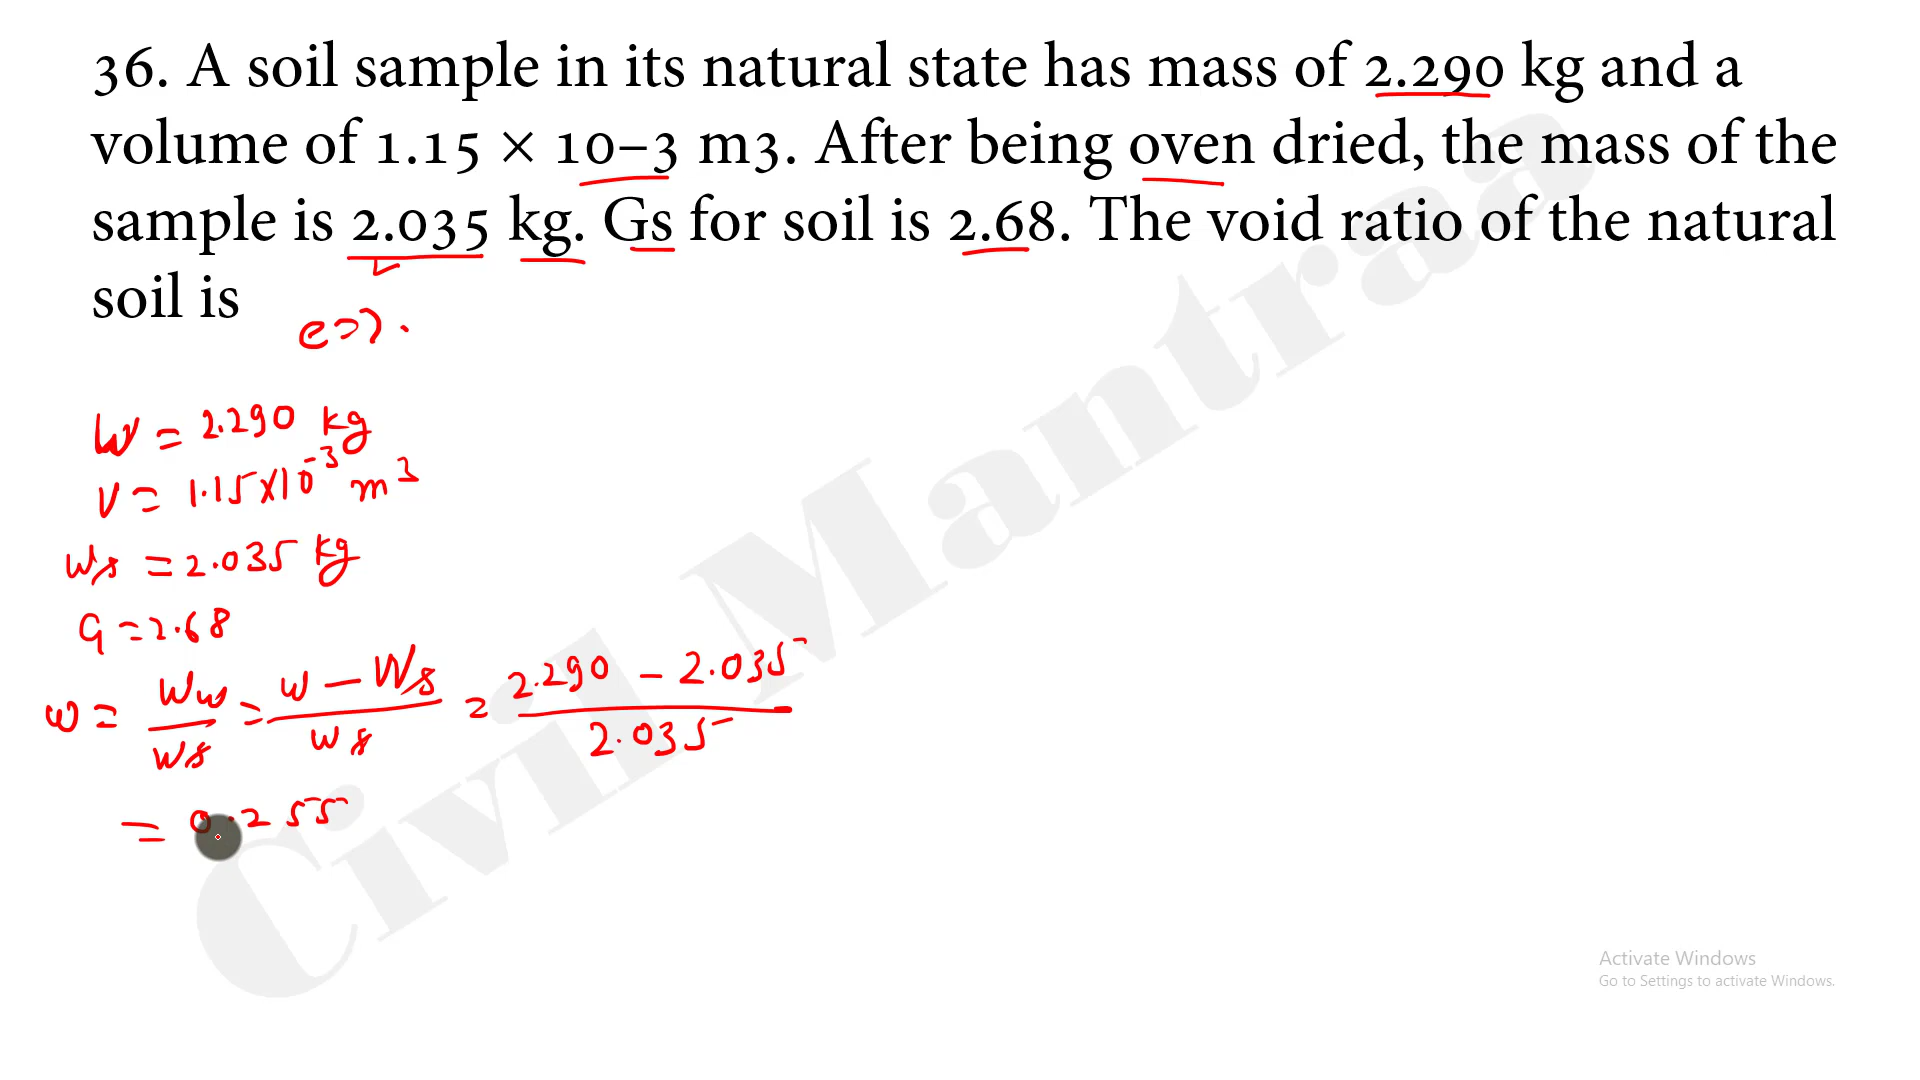 36. A soil sample in its natural state has mass of 2.290 kg and a
volume of 1.15 × 10–3 m3. After being oven dried, the mass of the
sample is 2.035 kg. Gs for soil is 2.68. The void ratio of the natural
soil is
e=?.
W = 2.290 kg
V = 1.15×10⁻³ m³
Ws = 2.035 kg
G = 2.68
w = Ww/Ws = W – Ws/Ws = 2.290 – 2.035/2.035
= 0.255
Civil Mantraa
Activate Windows
Go to Settings to activate Windows.